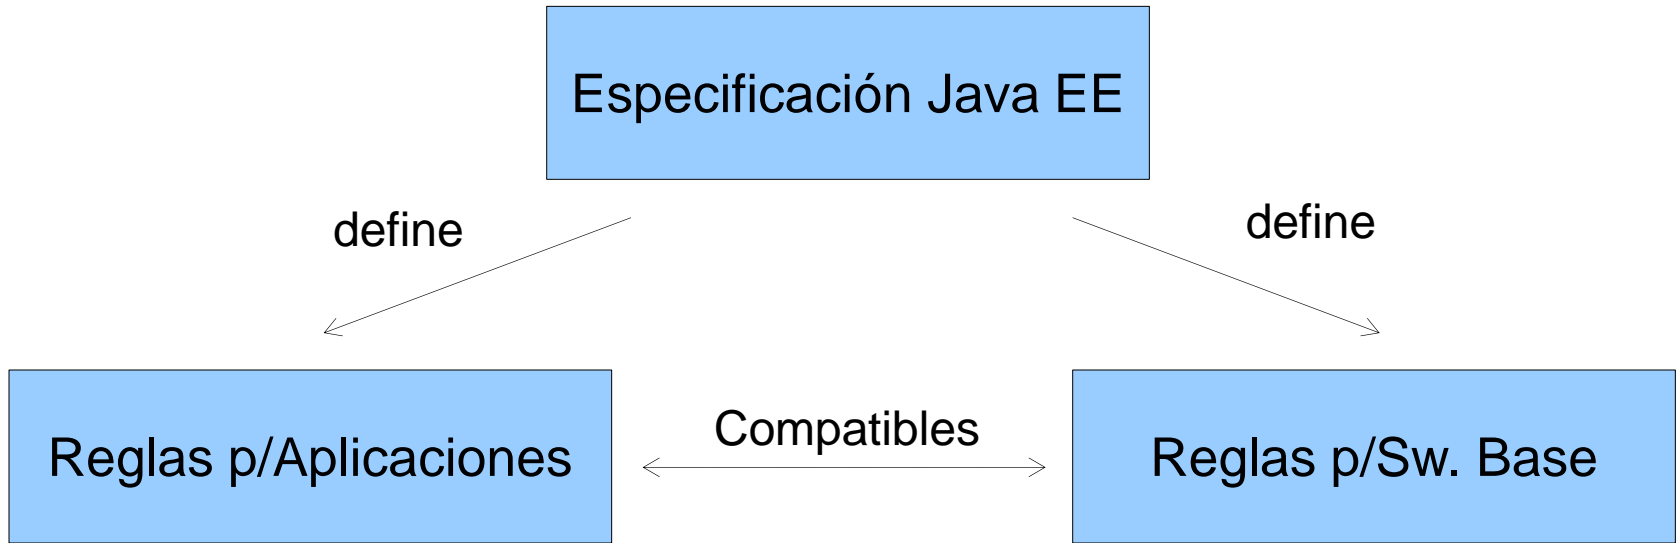 Especificación Java EE
define
define
Compatibles
Reglas p/Aplicaciones
Reglas p/Sw. Base